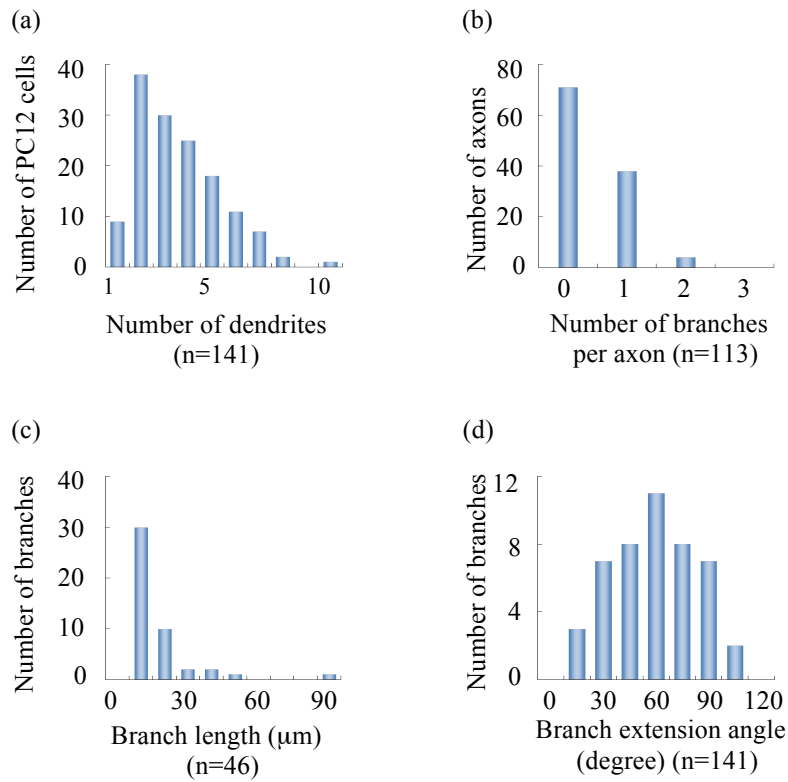 (a)
40
30
20
10
0
Number of PC12 cells
1 5 10
Number of dendrites
(n=141)
(b)
80
60
40
20
0
Number of axons
0 1 2 3
Number of branches
per axon (n=113)
(c)
40
30
20
10
0
Number of branches
0 30 60 90
Branch length (μm)
(n=46)
(d)
12
8
4
0
Number of branches
0 30 60 90 120
Branch extension angle
(degree) (n=141)